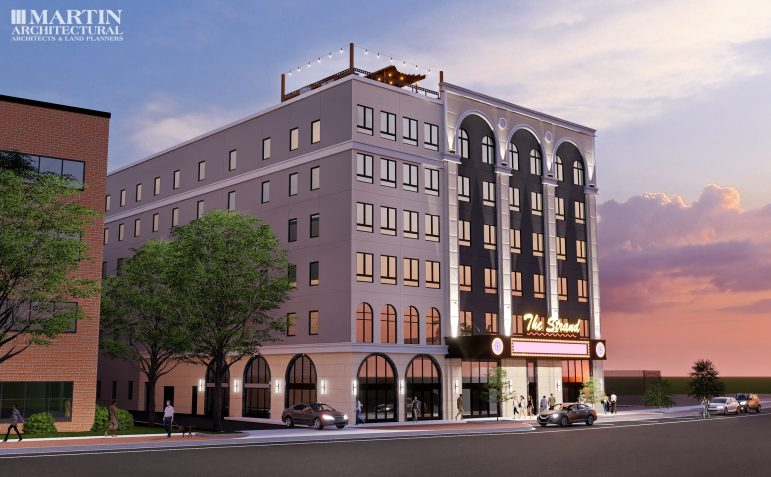 MARTIN
ARCHITECTURAL
ARCHITECTS & LAND PLANNERS
The Strand